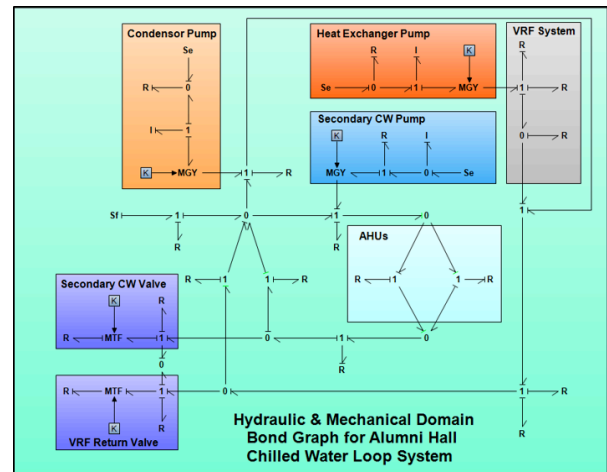 Condensor Pump
Se
R 0
I 1
K MGY
1 R
Heat Exchanger Pump
R I K
Se 0 1 MGY
VRF System
R
1 R
0 R
1
Secondary CW Pump
K R I
MGY 1 0 Se
Sf 1 0 1 0
R R
AHUs
R 1 1 R
R 1 1 R
Secondary CW Valve
K R
R MTF 1 0 1 0
R
0
R MTF 1 0 1 R
K R R
VRF Return Valve
Hydraulic & Mechanical Domain
Bond Graph for Alumni Hall
Chilled Water Loop System